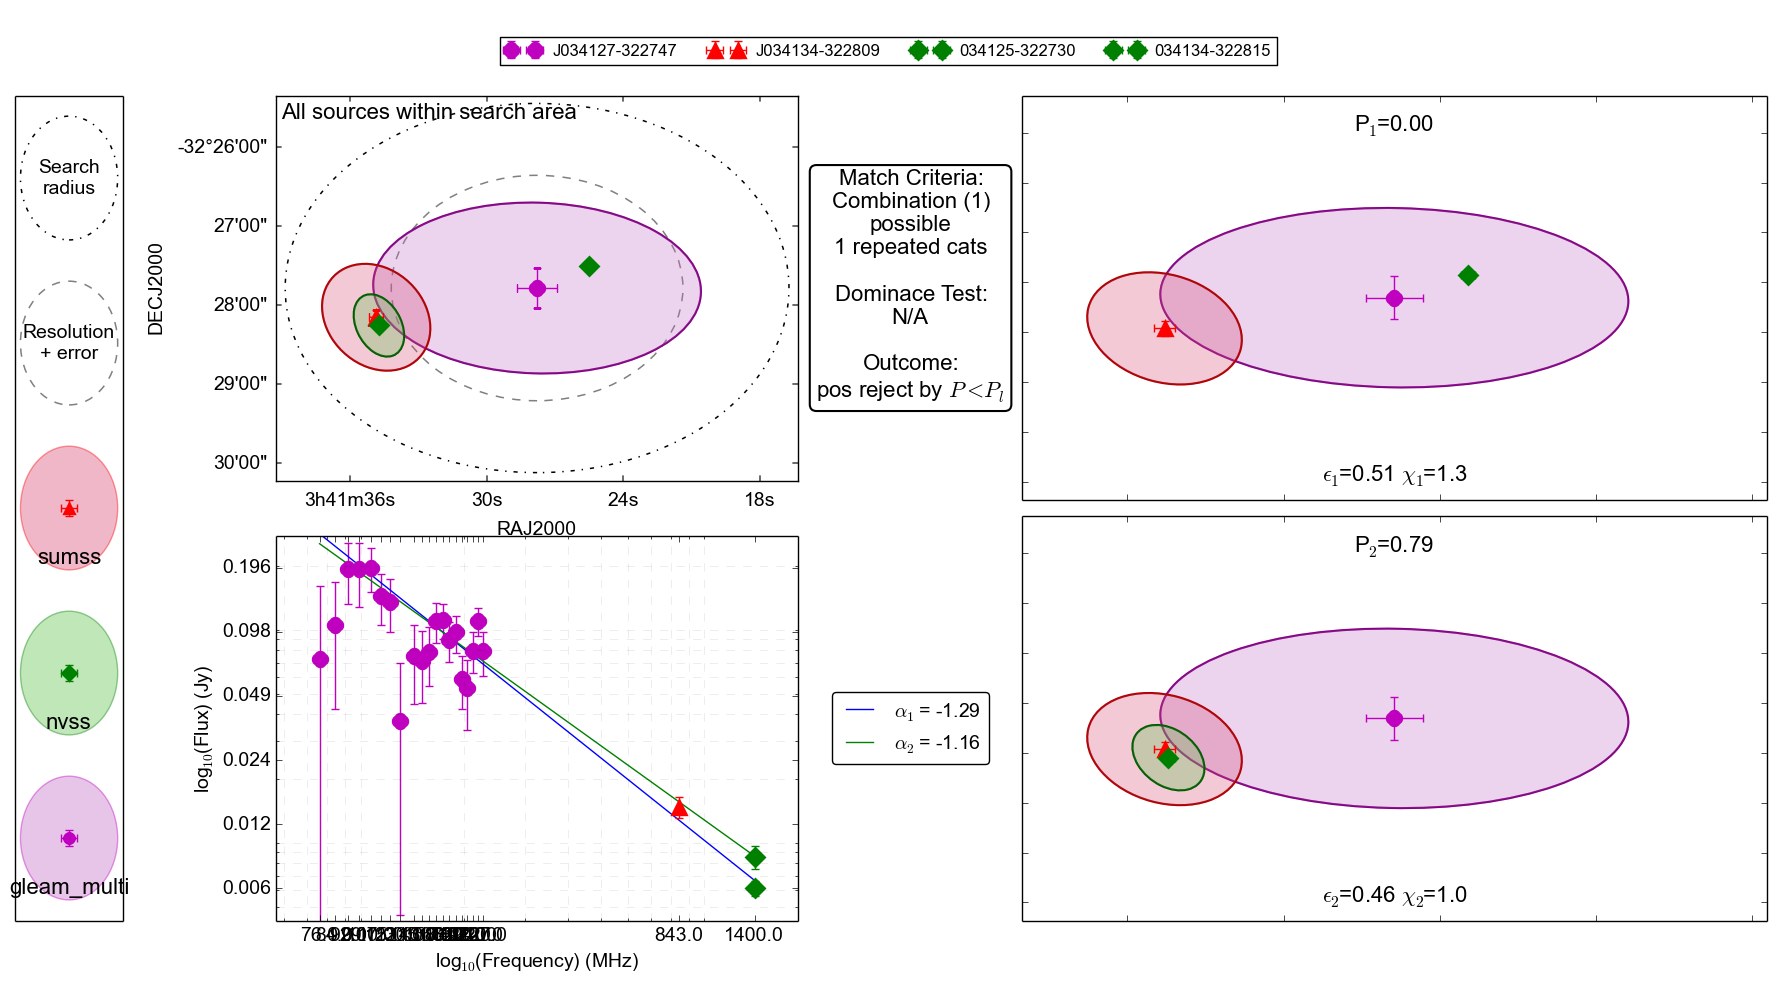 J034127-322747 J034134-322809 034125-322730 034134-322815
Search
radius
Resolution
+ error
sumss
nvss
gleam_multi
All sources within search area
DECJ2000
-32°26'00"
27'00"
28'00"
29'00"
30'00"
3h41m36s 30s 24s 18s
RAJ2000
Match Criteria:
Combination (1)
possible
1 repeated cats
Dominace Test:
N/A
Outcome:
pos reject by P<Pₗ
P₁=0.00
ϵ₁=0.51 χ₁=1.3
P₂=0.79
ϵ₂=0.46 χ₂=1.0
log₁₀(Flux) (Jy)
0.196
0.098
0.049
0.024
0.012
0.006
843.0 1400.0
log₁₀(Frequency) (MHz)
α₁ = -1.29
α₂ = -1.16